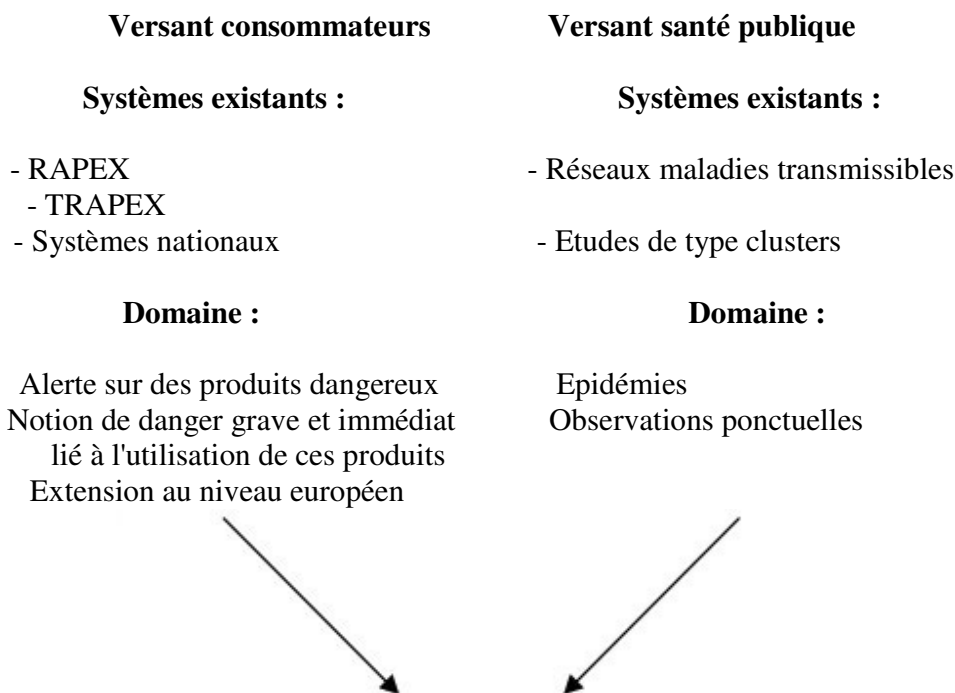 Versant consommateurs
Systèmes existants :
- RAPEX
- TRAPEX
- Systèmes nationaux
Domaine :
Alerte sur des produits dangereux
Notion de danger grave et immédiat
lié à l'utilisation de ces produits
Extension au niveau européen
Versant santé publique
Systèmes existants :
- Réseaux maladies transmissibles
- Etudes de type clusters
Domaine :
Epidémies
Observations ponctuelles